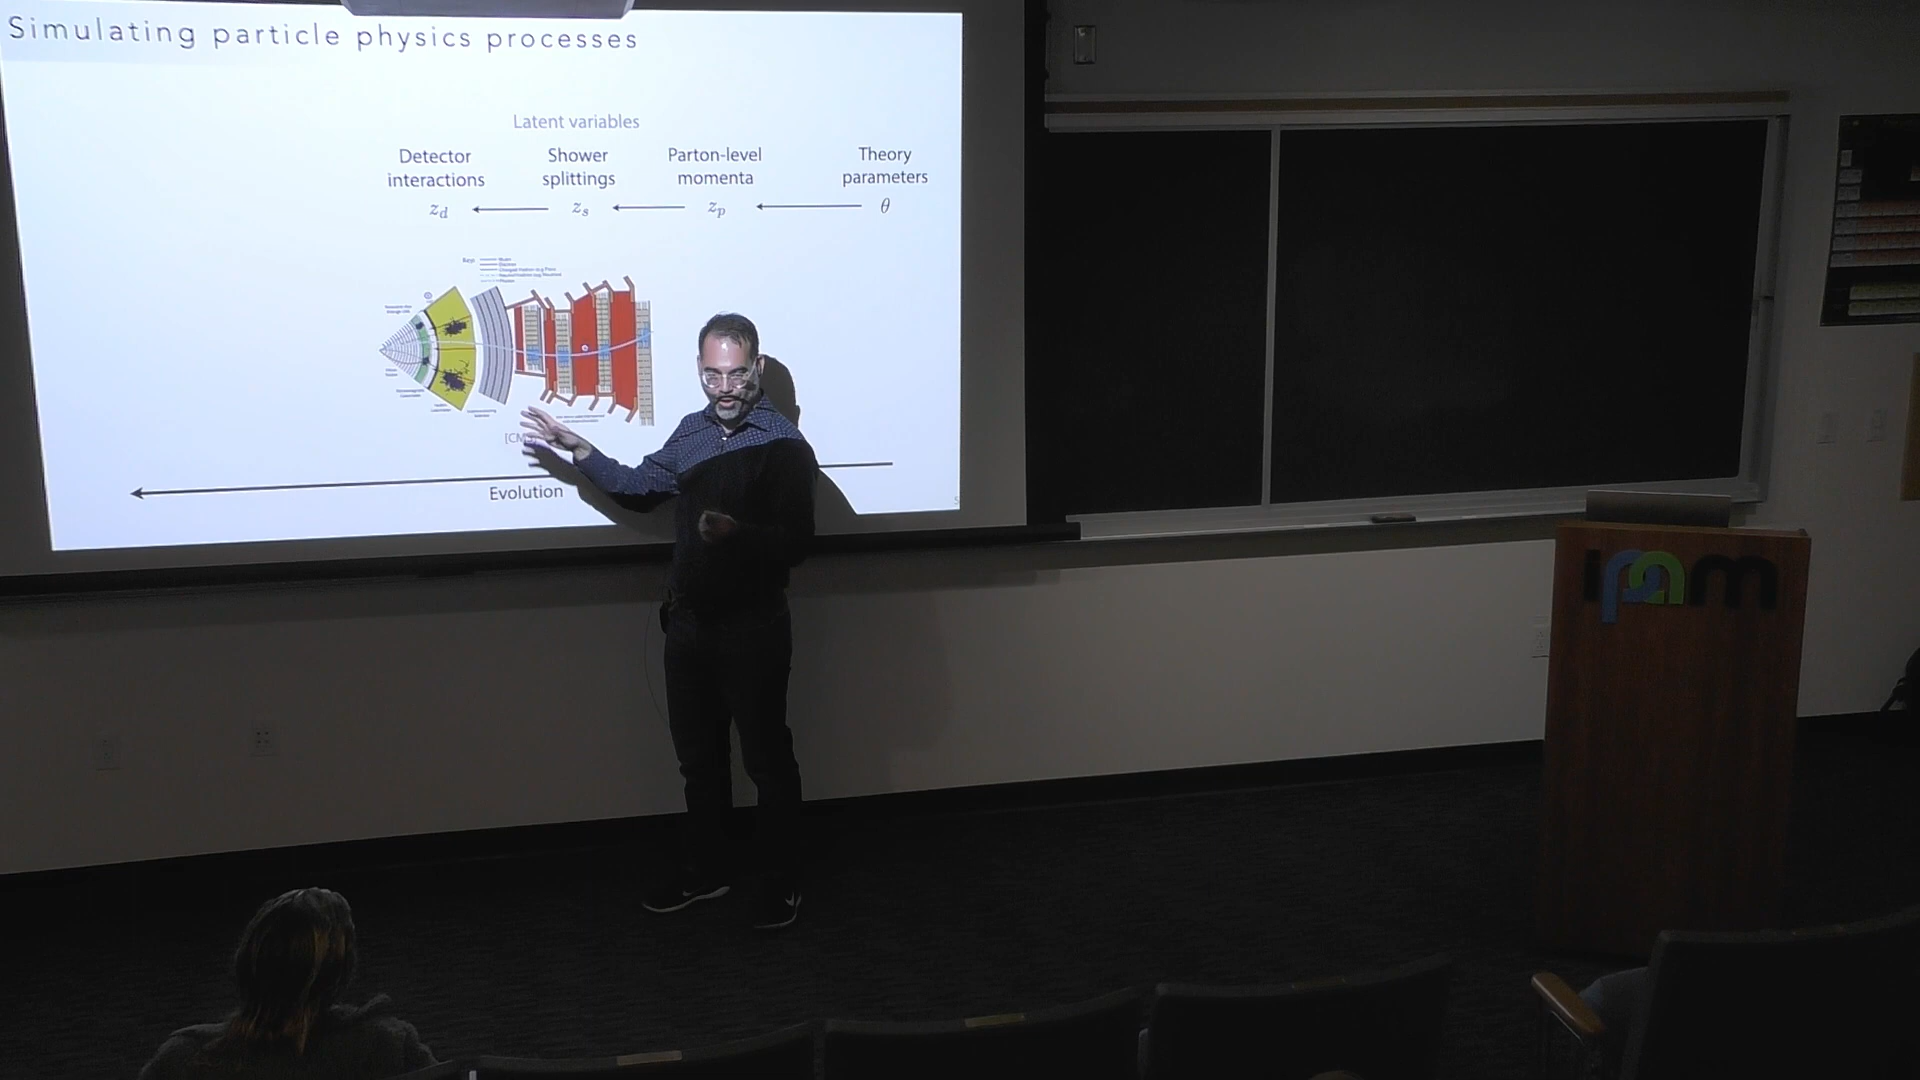 Simulating particle physics processes
Latent variables
Detector interactions
Shower splittings
Parton-level momenta
Theory parameters
z_d ← z_s ← z_p ← θ
Evolution
5
ipam